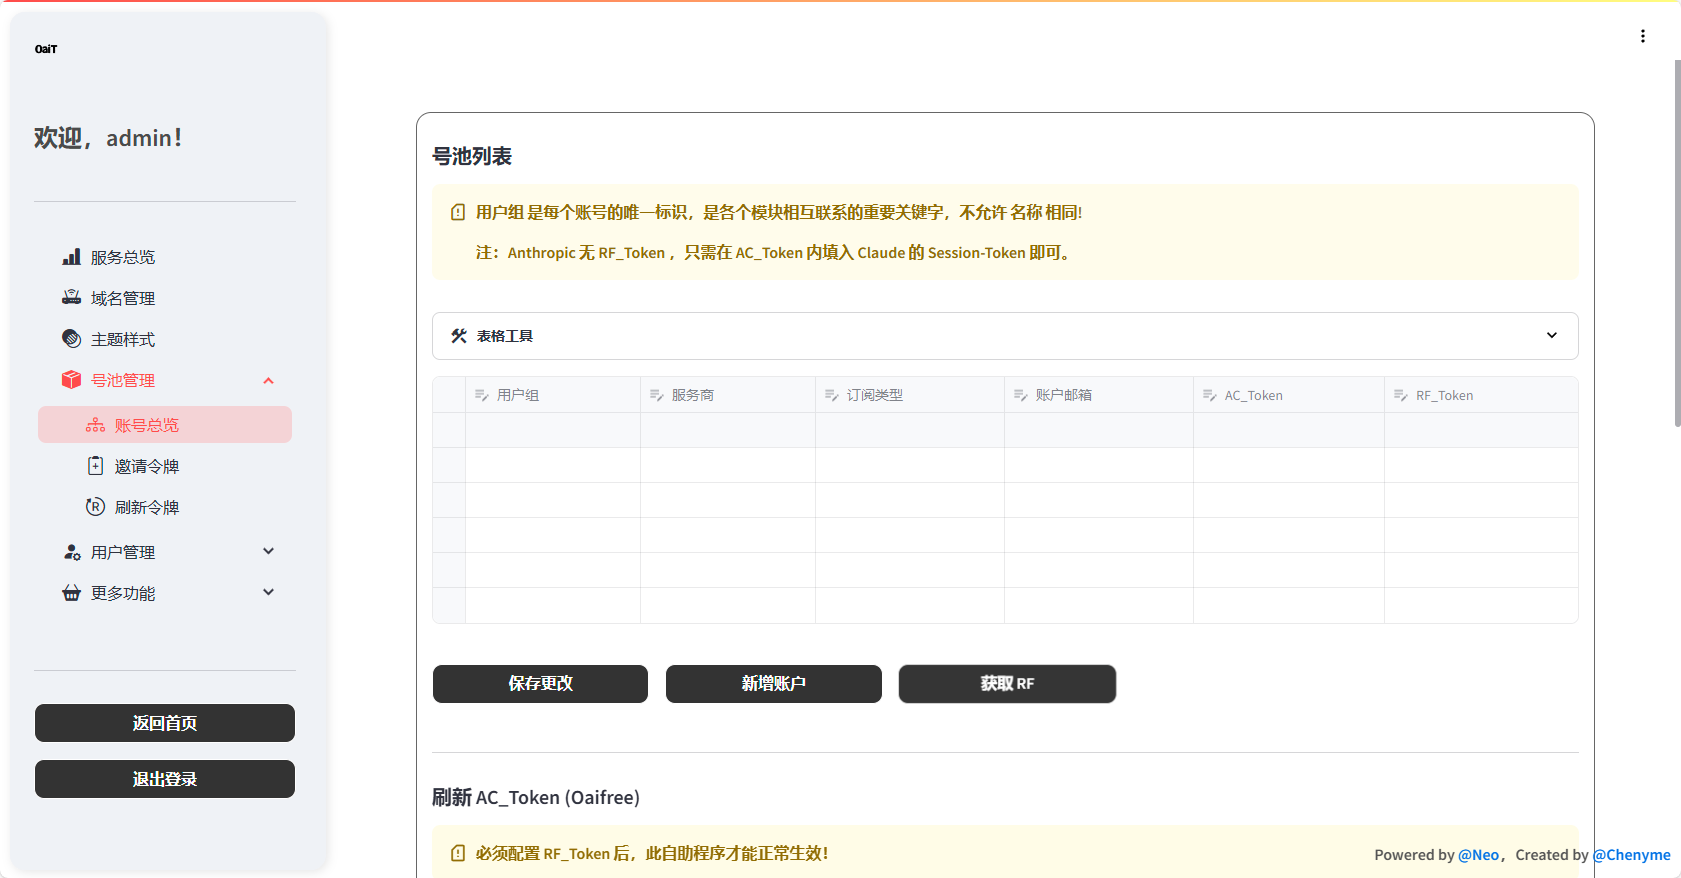 OaiT
欢迎，admin！
服务总览
域名管理
主题样式
号池管理
账号总览
邀请令牌
刷新令牌
用户管理
更多功能
返回首页
退出登录
号池列表
用户组 是每个账号的唯一标识，是各个模块相互联系的重要关键字，不允许 名称 相同!
注：Anthropic 无 RF_Token ，只需在 AC_Token 内填入 Claude 的 Session-Token 即可。
表格工具
用户组 服务商 订阅类型 账户邮箱 AC_Token RF_Token
保存更改 新增账户 获取 RF
刷新 AC_Token (Oaifree)
必须配置 RF_Token 后，此自助程序才能正常生效！
Powered by @Neo，Created by @Chenyme